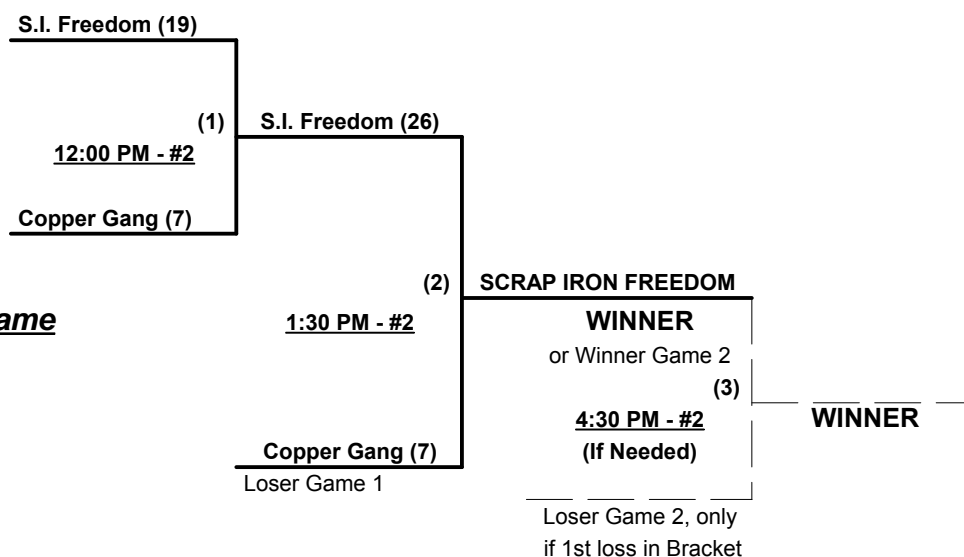 S.I. Freedom (19)
(1)
S.I. Freedom (26)
12:00 PM - #2
Copper Gang (7)
(2)
SCRAP IRON FREEDOM
ame
1:30 PM - #2
WINNER
or Winner Game 2
(3)
4:30 PM - #2
WINNER
(If Needed)
Copper Gang (7)
Loser Game 1
Loser Game 2, only
if 1st loss in Bracket